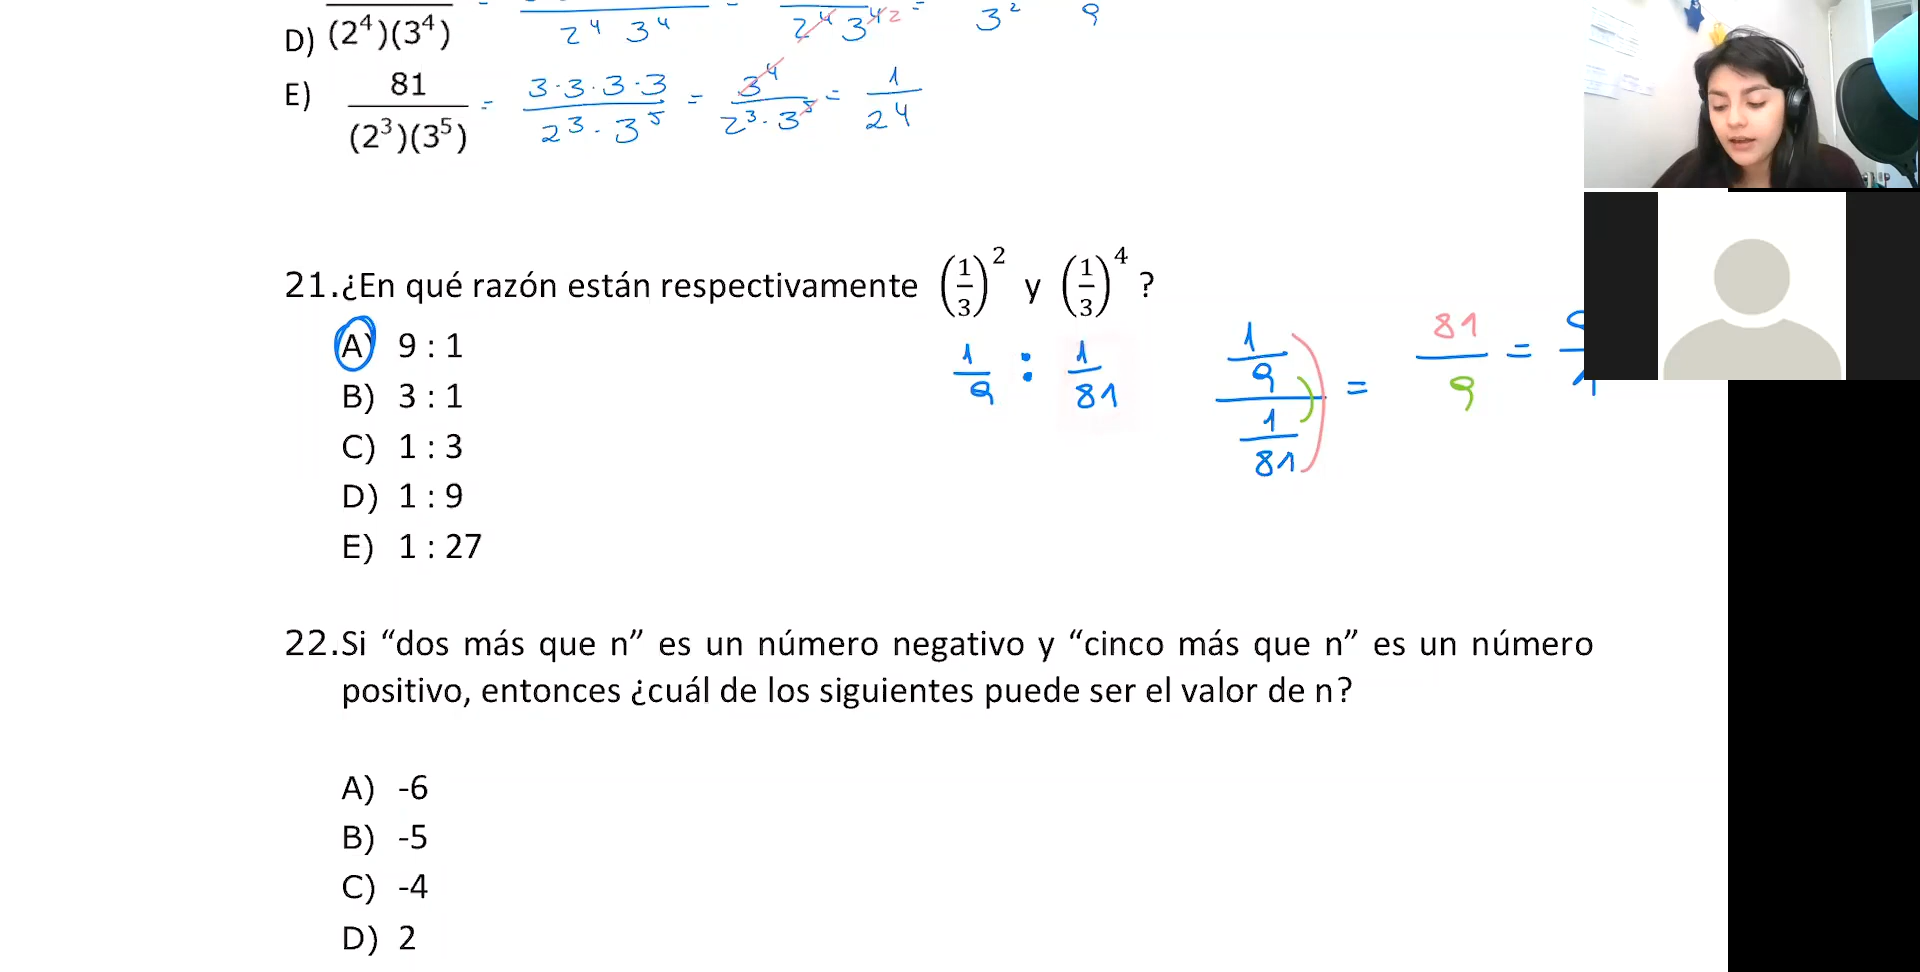 D) (2⁴)(3⁴) = 2⁴ 3⁴ = 2⁴ 3⁴ ² = 3² 9
E) 81/(2³)(3⁵) = 3·3·3·3/2³·3⁵ = 3⁴/2³·3⁵ = 1/24
21.¿En qué razón están respectivamente (1/3)² y (1/3)⁴ ?
A) 9 : 1
1/9 : 1/81
1/9 / 1/81 = 81/9 =
B) 3 : 1
C) 1 : 3
D) 1 : 9
E) 1 : 27
22.Si “dos más que n” es un número negativo y “cinco más que n” es un número
positivo, entonces ¿cuál de los siguientes puede ser el valor de n?
A) -6
B) -5
C) -4
D) 2